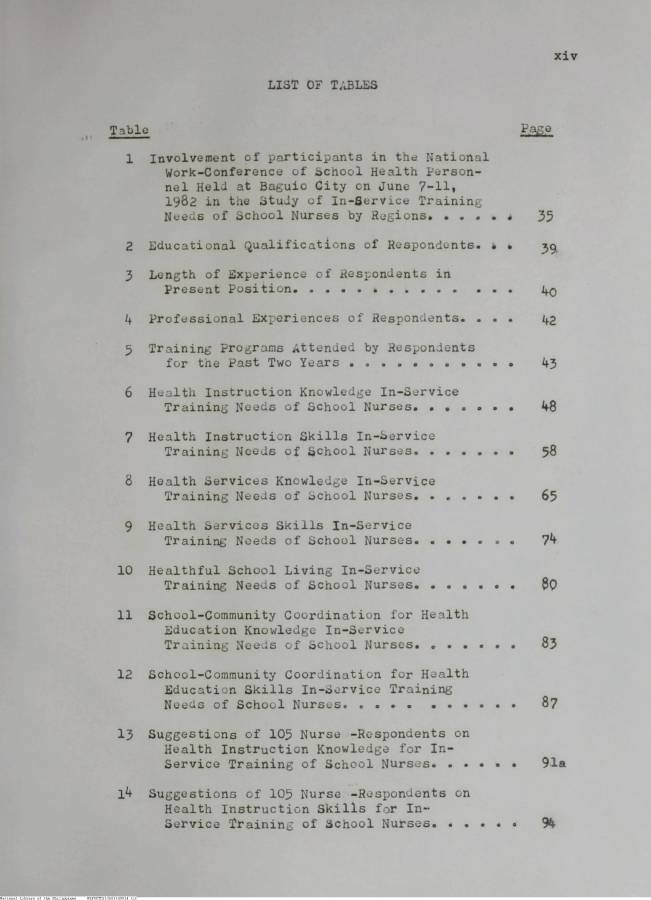 xiv
LIST OF TABLES
Table Page
1 Involvement of participants in the National
Work-Conference of School Health Person-
nel Held at Baguio City on June 7-11,
1982 in the Study of In-Service Training
Needs of School Nurses by Regions. . . . . . 35
2 Educational Qualifications of Respondents. . . 39
3 Length of Experience of Respondents in
Present Position. . . . . . . . . . . . . . 40
4 Professional Experiences of Respondents. . . . 42
5 Training Programs Attended by Respondents
for the Past Two Years . . . . . . . . . . . 43
6 Health Instruction Knowledge In-Service
Training Needs of School Nurses. . . . . . . 48
7 Health Instruction Skills In-Service
Training Needs of School Nurses. . . . . . . 58
8 Health Services Knowledge In-Service
Training Needs of School Nurses. . . . . . . 65
9 Health Services Skills In-Service
Training Needs of School Nurses. . . . . . . 74
10 Healthful School Living In-Service
Training Needs of School Nurses. . . . . . . 80
11 School-Community Coordination for Health
Education Knowledge In-Service
Training Needs of School Nurses. . . . . . . 83
12 School-Community Coordination for Health
Education Skills In-Service Training
Needs of School Nurses. . . . . . . . . . . 87
13 Suggestions of 105 Nurse -Respondents on
Health Instruction Knowledge for In-
Service Training of School Nurses. . . . . . 91a
14 Suggestions of 105 Nurse -Respondents on
Health Instruction Skills for In-
Service Training of School Nurses. . . . . . 94
National Library of the Philippines